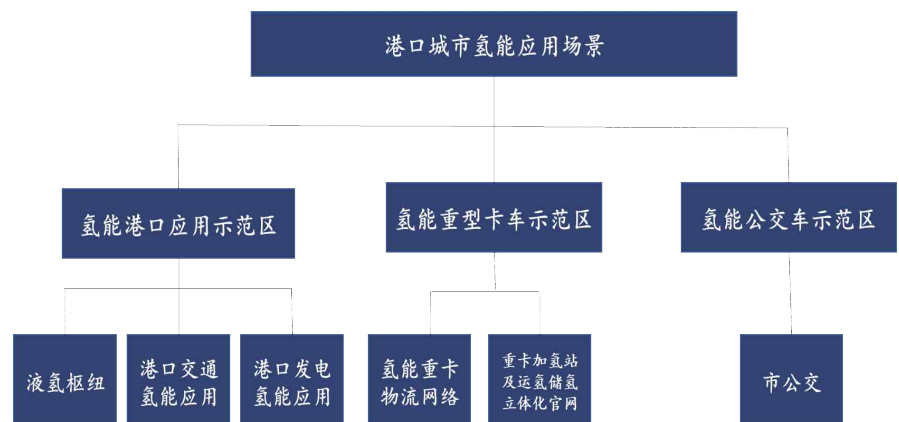 港口城市氢能应用场景
氢能港口应用示范区
氢能重型卡车示范区
氢能公交车示范区
液氢枢纽
港口交通
氢能应用
港口发电
氢能应用
氢能重卡
物流网络
重卡加氢站
及运氢储氢
立体化官网
市公交